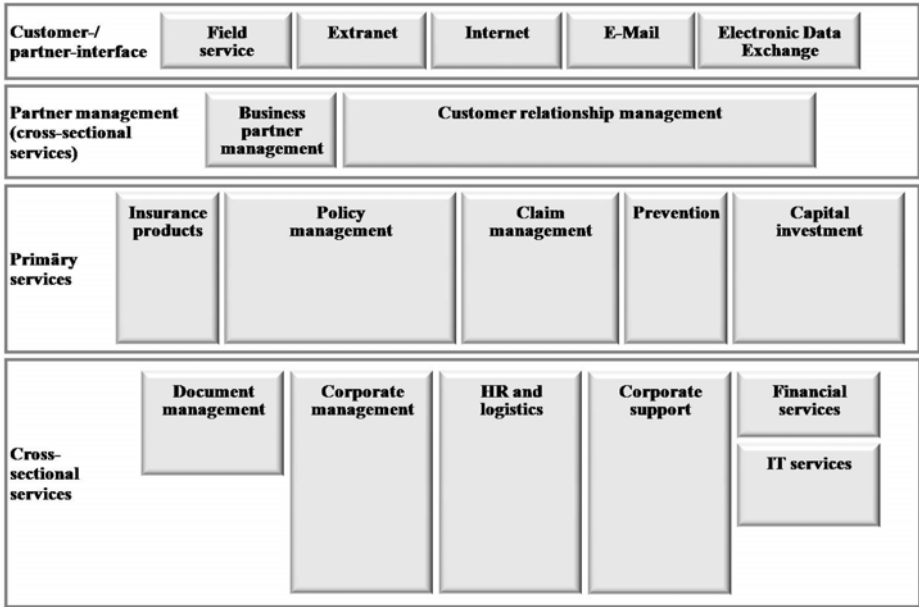 Customer-/
partner-interface
Field
service
Extranet
Internet
E-Mail
Electronic Data
Exchange
Partner management
(cross-sectional
services)
Business
partner
management
Customer relationship management
Primäry
services
Insurance
products
Policy
management
Claim
management
Prevention
Capital
investment
Cross-
sectional
services
Document
management
Corporate
management
HR and
logistics
Corporate
support
Financial
services
IT services